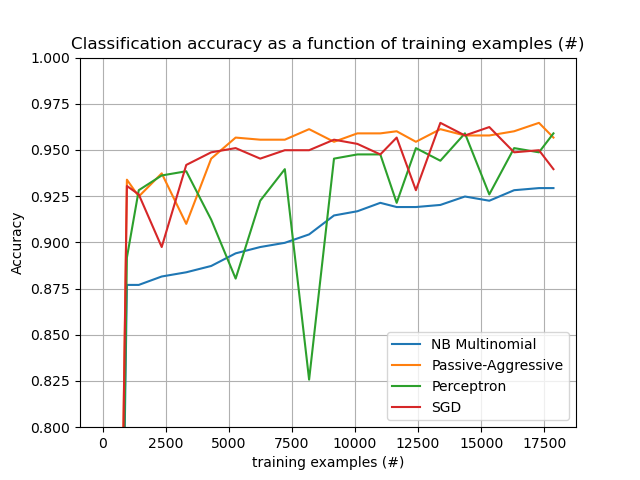 Classification accuracy as a function of training examples (#)
1.000
0.975
0.950
0.925
0.900
0.875
0.850
0.825
0.800
Accuracy
NB Multinomial
Passive-Aggressive
Perceptron
SGD
0 2500 5000 7500 10000 12500 15000 17500
training examples (#)